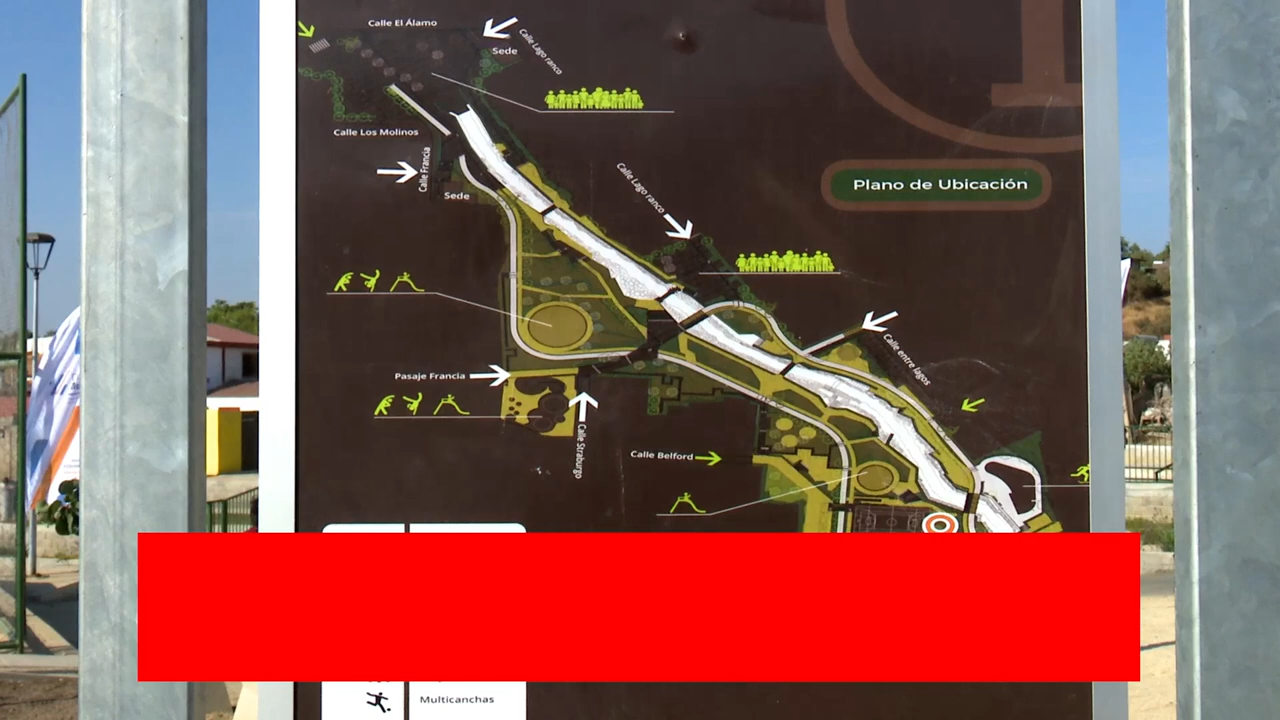 Calle El Álamo
Calle Lago ranco
Sede
Calle Los Molinos
Calle Francia
Sede
Calle Lago ranco
Plano de Ubicación
Calle entre lagos
Pasaje Francia
Calle Straburgo
Calle Belford
Multicanchas